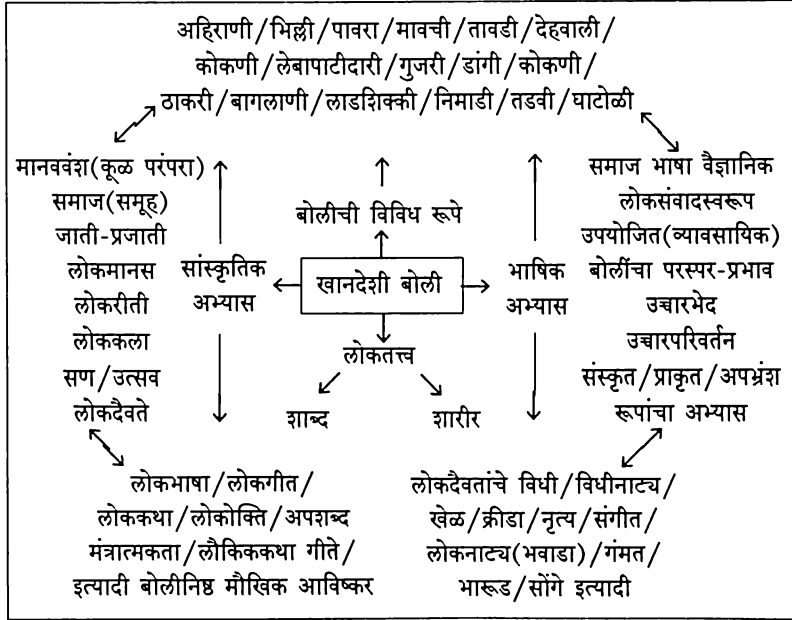 अहिराणी/भिल्ली/पावरा/मावची/तावडी/देहवाली/
कोकणी/लेबापाटीदारी/गुजरी/डांगी/कोकणी/
ठाकरी/बागलाणी/लाडशिक्की/निमाडी/तडवी/घाटोळी
मानववंश(कूळ परंपरा)
समाज(समूह)
जाती-प्रजाती
लोकमानस
लोकरीती
लोककला
सण/उत्सव
लोकदैवते
सांस्कृतिक
अभ्यास
बोलीची विविध रूपे
खानदेशी बोली
लोकतत्त्व
शाब्द
शारीर
भाषिक
अभ्यास
समाज भाषा वैज्ञानिक
लोकसंवादस्वरूप
उपयोजित(व्यावसायिक)
बोलींचा परस्पर-प्रभाव
उच्चारभेद
उच्चारपरिवर्तन
संस्कृत/प्राकृत/अपभ्रंश
रूपांचा अभ्यास
लोकभाषा/लोकगीत/
लोककथा/लोकोक्ति/अपशब्द
मंत्रात्मकता/लौकिककथा गीते/
इत्यादी बोलीनिष्ठ मौखिक आविष्कर
लोकदैवतांचे विधी/विधीनाट्य/
खेळ/क्रीडा/नृत्य/संगीत/
लोकनाट्य(भवाडा)/गंमत/
भारूड/सोंगे इत्यादी